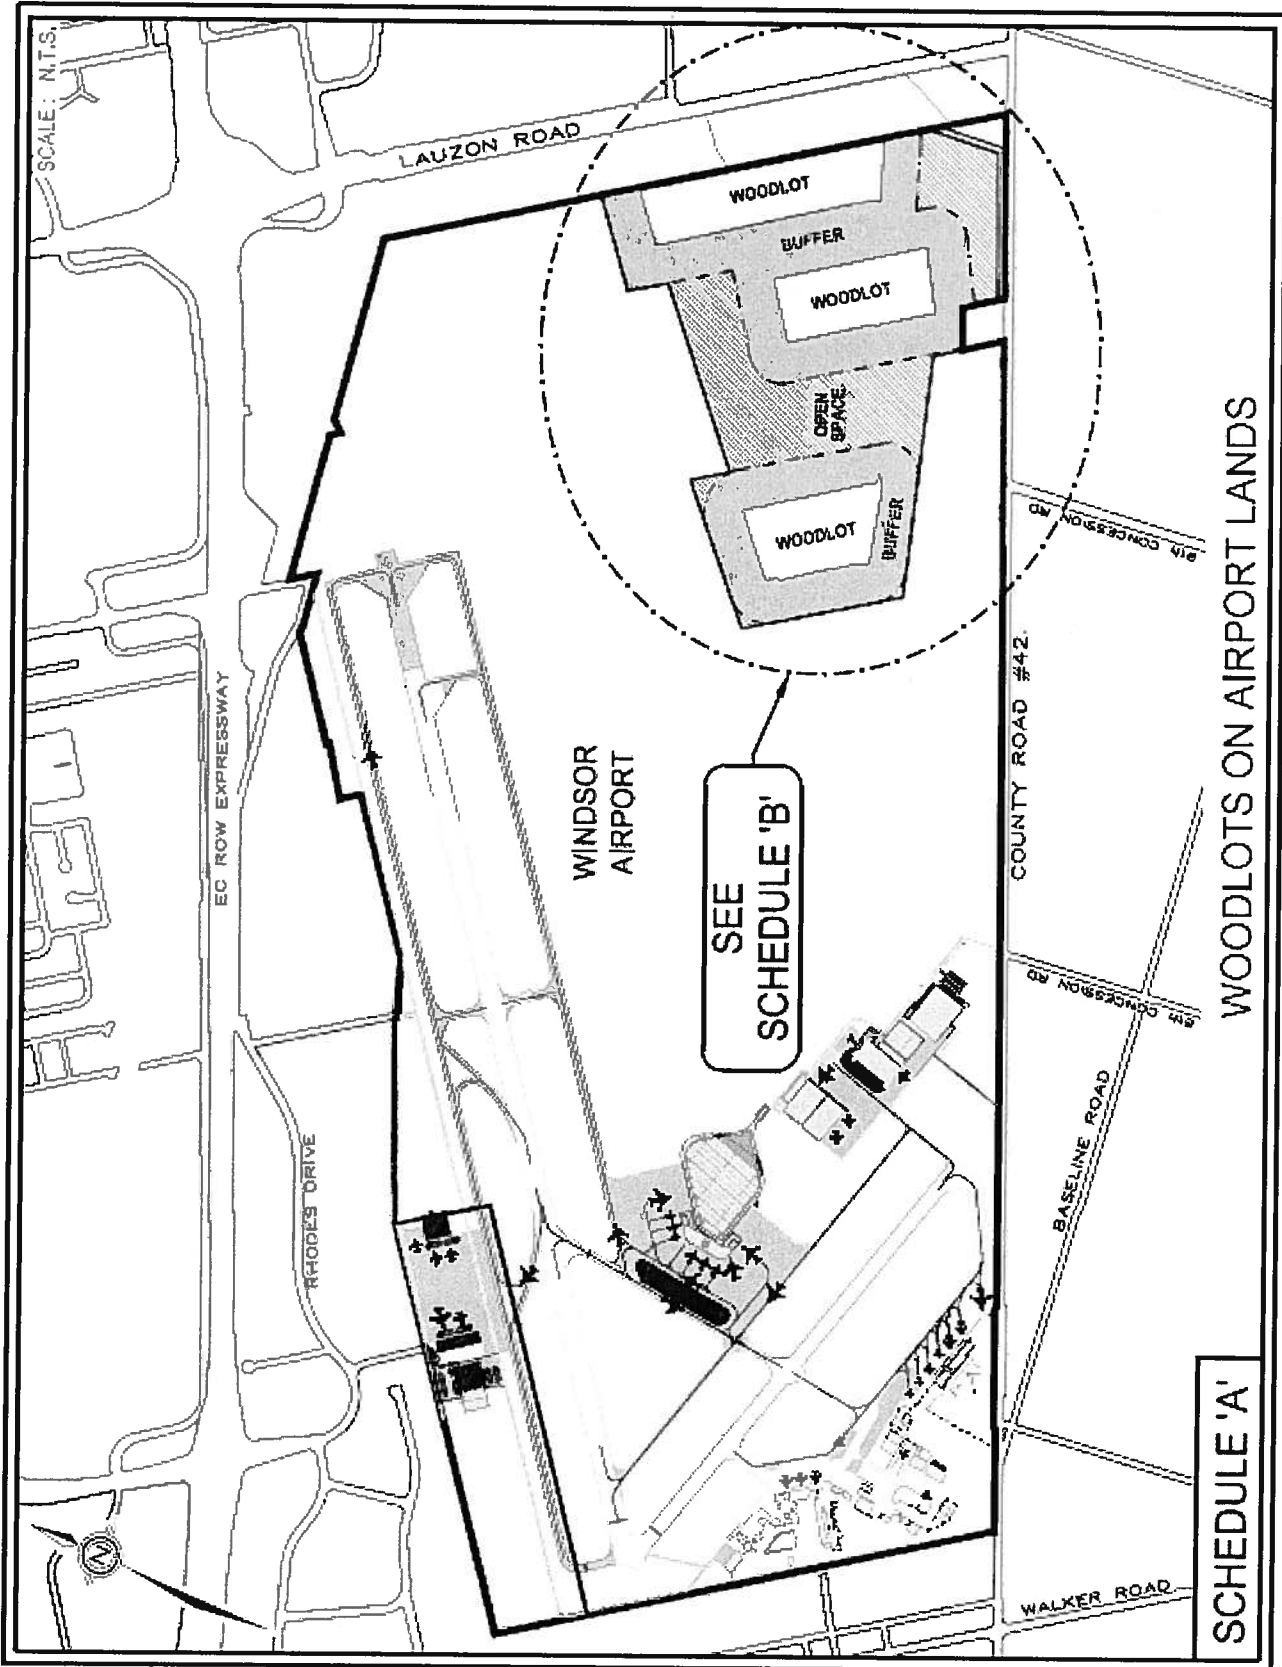 SCALE: N.T.S.
LAUZON ROAD
EC ROW EXPRESSWAY
RHODES DRIVE
WOODLOT
BUFFER
WOODLOT
OPEN
SPACE
WOODLOT
BUFFER
WINDSOR
AIRPORT
SEE
SCHEDULE 'B'
COUNTY ROAD #42
9th CONCESSION RD
8th CONCESSION RD
BASELINE ROAD
WALKER ROAD
N
WOODLOTS ON AIRPORT LANDS
SCHEDULE 'A'